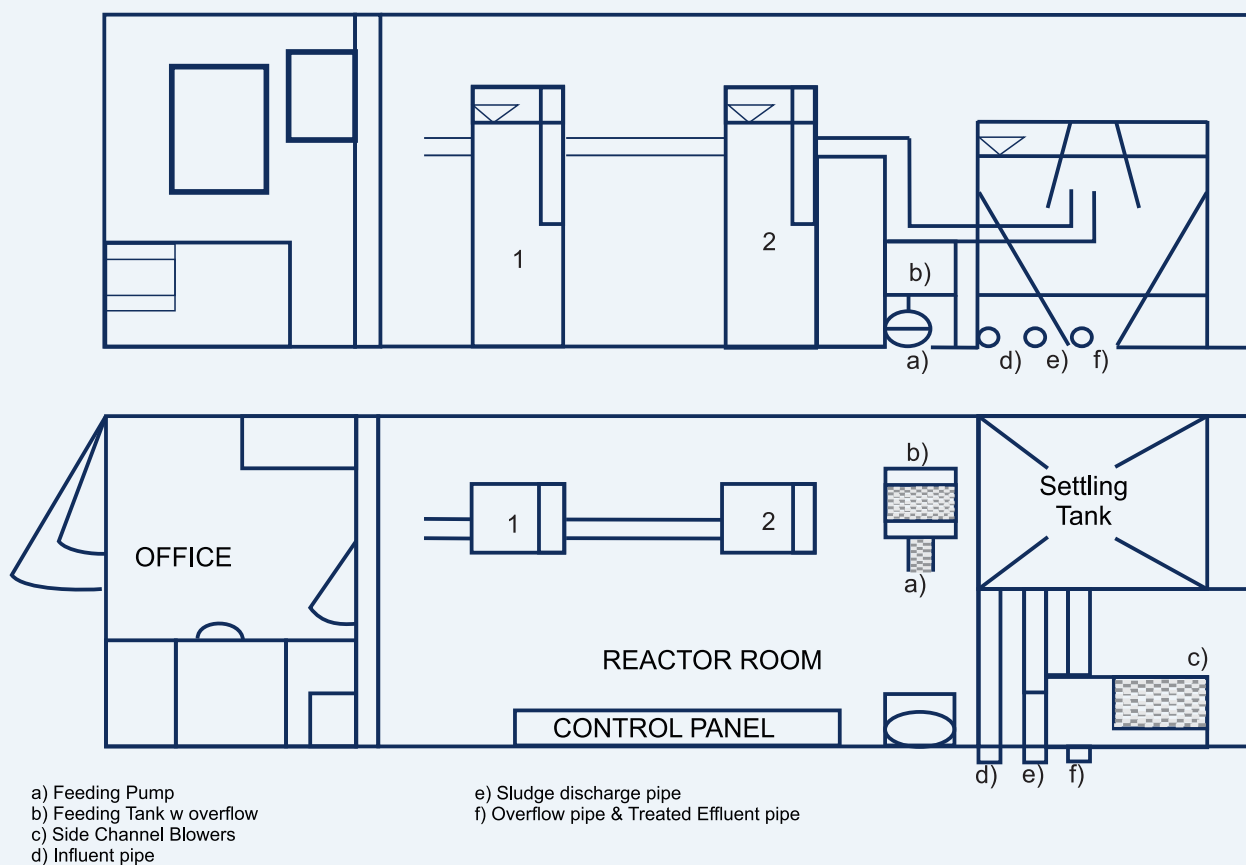 1
2
b)
a)
d) e) f)
b)
Settling
Tank
1
2
OFFICE
a)
REACTOR ROOM
c)
CONTROL PANEL
d) e) f)
a) Feeding Pump
b) Feeding Tank w overflow
c) Side Channel Blowers
d) Influent pipe
e) Sludge discharge pipe
f) Overflow pipe & Treated Effluent pipe